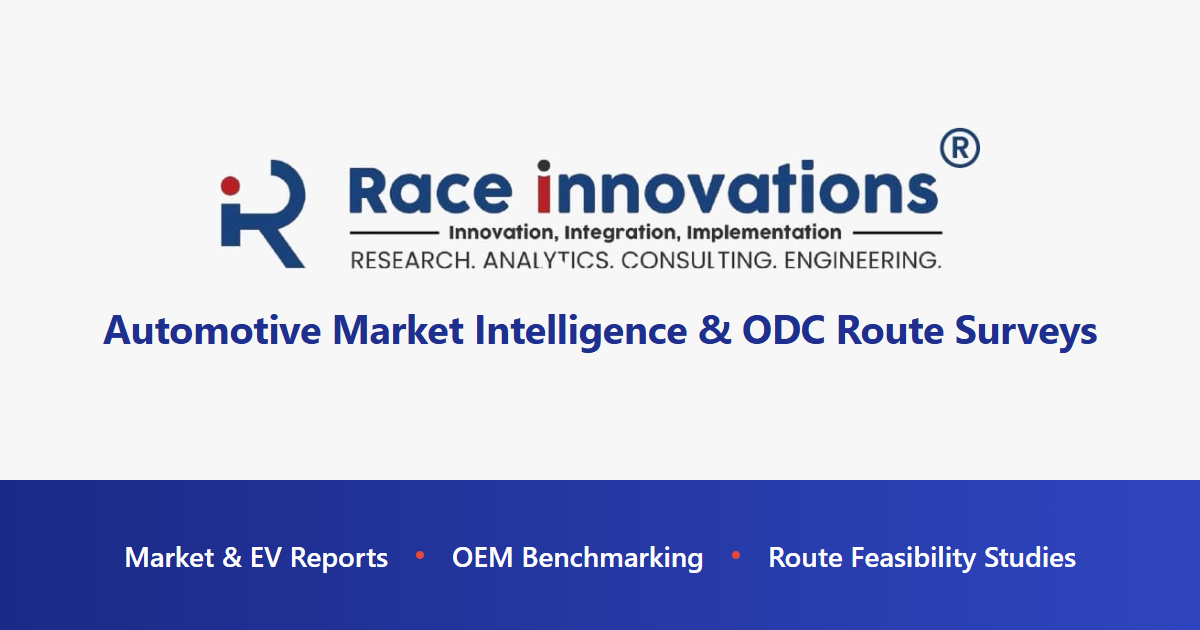 Race innovations®
Innovation, Integration, Implementation
RESEARCH. ANALYTICS. CONSULTING. ENGINEERING.
Automotive Market Intelligence & ODC Route Surveys
Market & EV Reports • OEM Benchmarking • Route Feasibility Studies